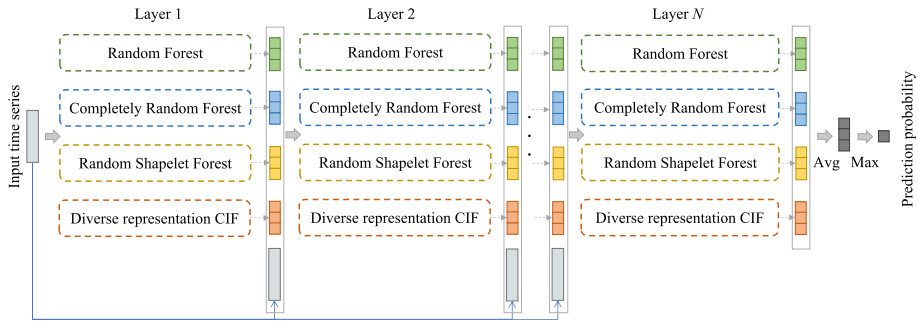 Layer 1
Layer 2
Layer N
Input time series
Random Forest
Random Forest
Random Forest
Completely Random Forest
Completely Random Forest
Completely Random Forest
Random Shapelet Forest
Random Shapelet Forest
Random Shapelet Forest
Diverse representation CIF
Diverse representation CIF
Diverse representation CIF
Avg
Max
Prediction probability